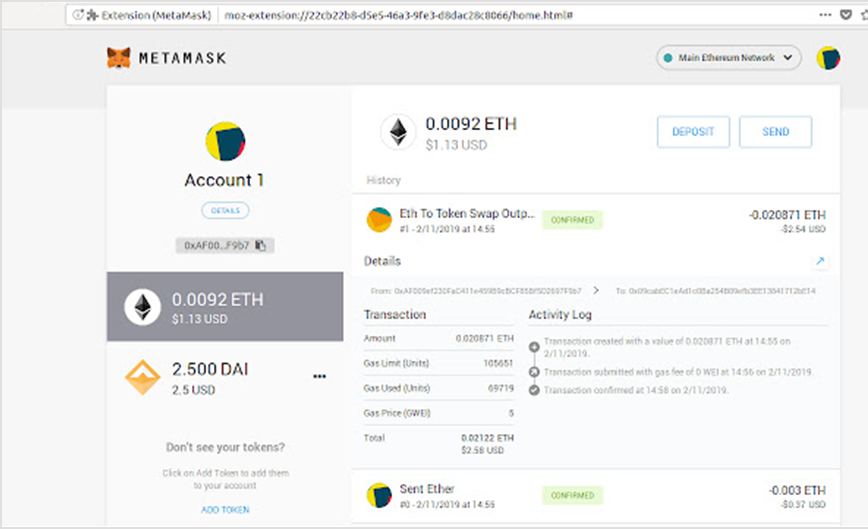 Extension (MetaMask) moz-extension://22cb22b8-d5e5-46a3-9fe3-d8dac28c8066/home.html#
METAMASK
Main Ethereum Network
Account 1
DETAILS
0xAF00...F9b7
0.0092 ETH
$1.13 USD
2.500 DAI
2.5 USD
Don't see your tokens?
Click on Add Token to add them
to your account
ADD TOKEN
0.0092 ETH
$1.13 USD
DEPOSIT
SEND
History
Eth To Token Swap Outp...
#1 - 2/11/2019 at 14:55
CONFIRMED
-0.020871 ETH
-$2.54 USD
Details
From:
To:
Transaction
Amount 0.020871 ETH
Gas Limit (Units) 105651
Gas Used (Units) 69719
Gas Price (GWEI) 5
Total 0.02122 ETH
$2.58 USD
Activity Log
Transaction created with a value of 0.020871 ETH at 14:55 on
2/11/2019.
Transaction submitted with gas fee of 0 WEI at 14:56 on 2/11/2019.
Transaction confirmed at 14:58 on 2/11/2019.
Sent Ether
#0 - 2/11/2019 at 14:55
CONFIRMED
-0.003 ETH
-$0.37 USD